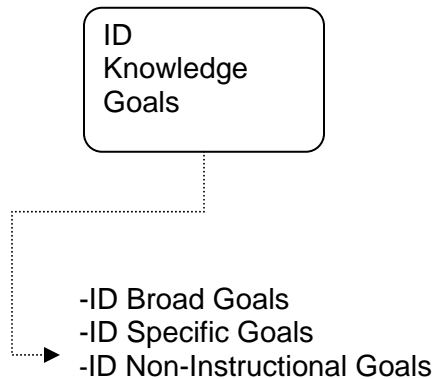 ID
Knowledge
Goals
-ID Broad Goals
-ID Specific Goals
-ID Non-Instructional Goals